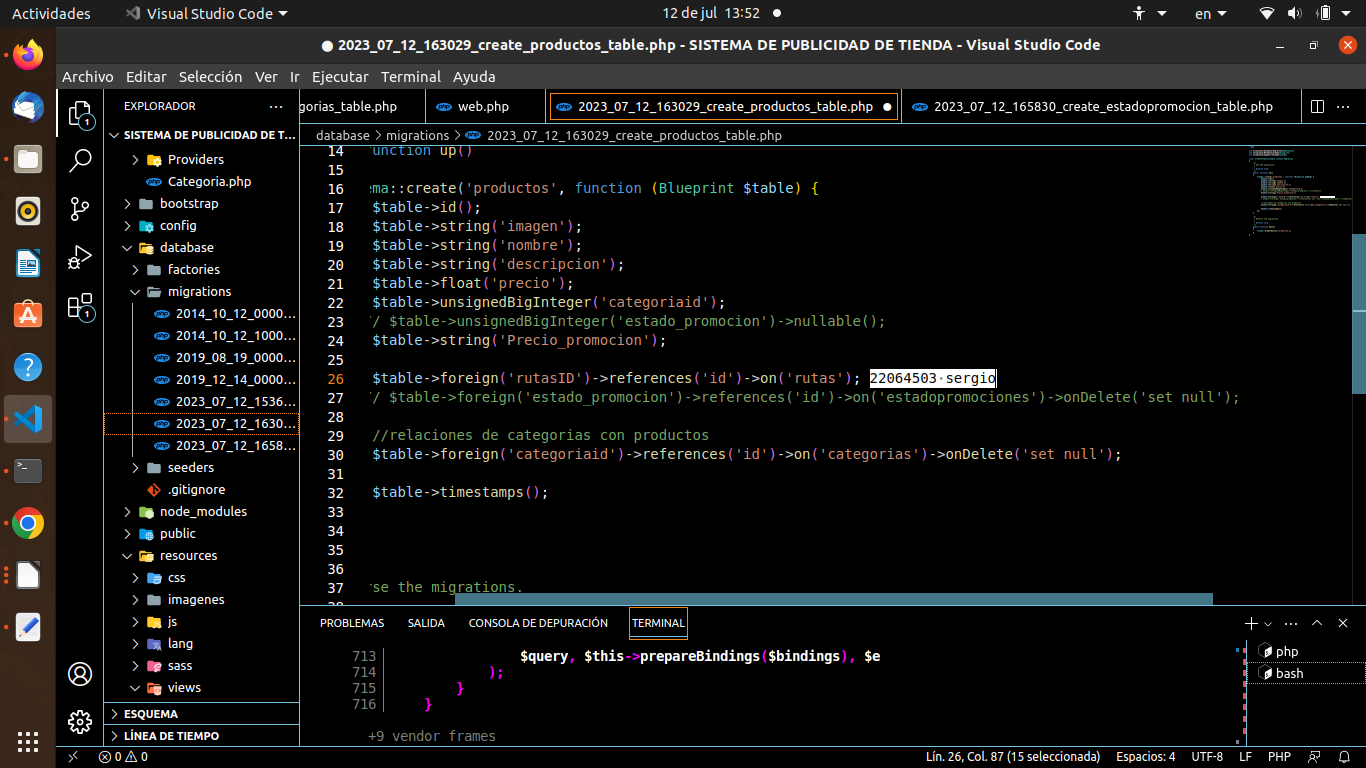 Actividades
Visual Studio Code
12 de jul 13:52
en
2023_07_12_163029_create_productos_table.php - SISTEMA DE PUBLICIDAD DE TIENDA - Visual Studio Code
Archivo Editar Selección Ver Ir Ejecutar Terminal Ayuda
EXPLORADOR
gorias_table.php
web.php
2023_07_12_163029_create_productos_table.php
2023_07_12_165830_create_estadopromocion_table.php
SISTEMA DE PUBLICIDAD DE T...
database > migrations > 2023_07_12_163029_create_productos_table.php
Providers
Categoria.php
bootstrap
config
database
factories
migrations
2014_10_12_0000...
2014_10_12_1000...
2019_08_19_0000...
2019_12_14_0000...
2023_07_12_1536...
2023_07_12_1630...
2023_07_12_1658...
seeders
.gitignore
node_modules
public
resources
css
imagenes
js
lang
sass
views
ESQUEMA
LÍNEA DE TIEMPO
14 unction up()
15
16 ema::create('productos', function (Blueprint $table) {
17 $table->id();
18 $table->string('imagen');
19 $table->string('nombre');
20 $table->string('descripcion');
21 $table->float('precio');
22 $table->unsignedBigInteger('categoriaid');
23 / $table->unsignedBigInteger('estado_promocion')->nullable();
24 $table->string('Precio_promocion');
25
26 $table->foreign('rutasID')->references('id')->on('rutas'); 22064503 sergio
27 / $table->foreign('estado_promocion')->references('id')->on('estadopromociones')->onDelete('set null');
28
29 //relaciones de categorias con productos
30 $table->foreign('categoriaid')->references('id')->on('categorias')->onDelete('set null');
31
32 $table->timestamps();
33
34
35
36
37 rse the migrations.
PROBLEMAS SALIDA CONSOLA DE DEPURACIÓN TERMINAL
713 $query, $this->prepareBindings($bindings), $e
714 );
715 }
716 }
+9 vendor frames
php
bash
0 0
Lín. 26, Col. 87 (15 seleccionada) Espacios: 4 UTF-8 LF PHP